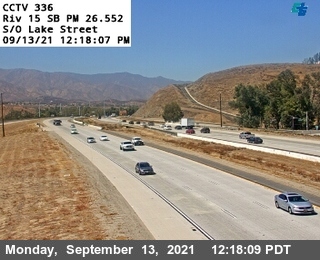 CCTV 336
Riv 15 SB PM 26.552
S/O Lake Street
09/13/21 12:18:07 PM
Monday, September 13, 2021 12:18:09 PDT